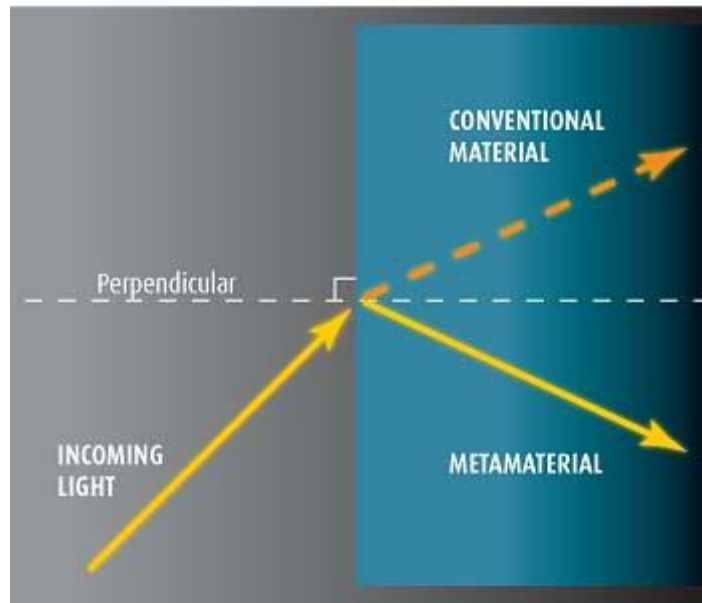 CONVENTIONAL
MATERIAL
Perpendicular
INCOMING
LIGHT
METAMATERIAL